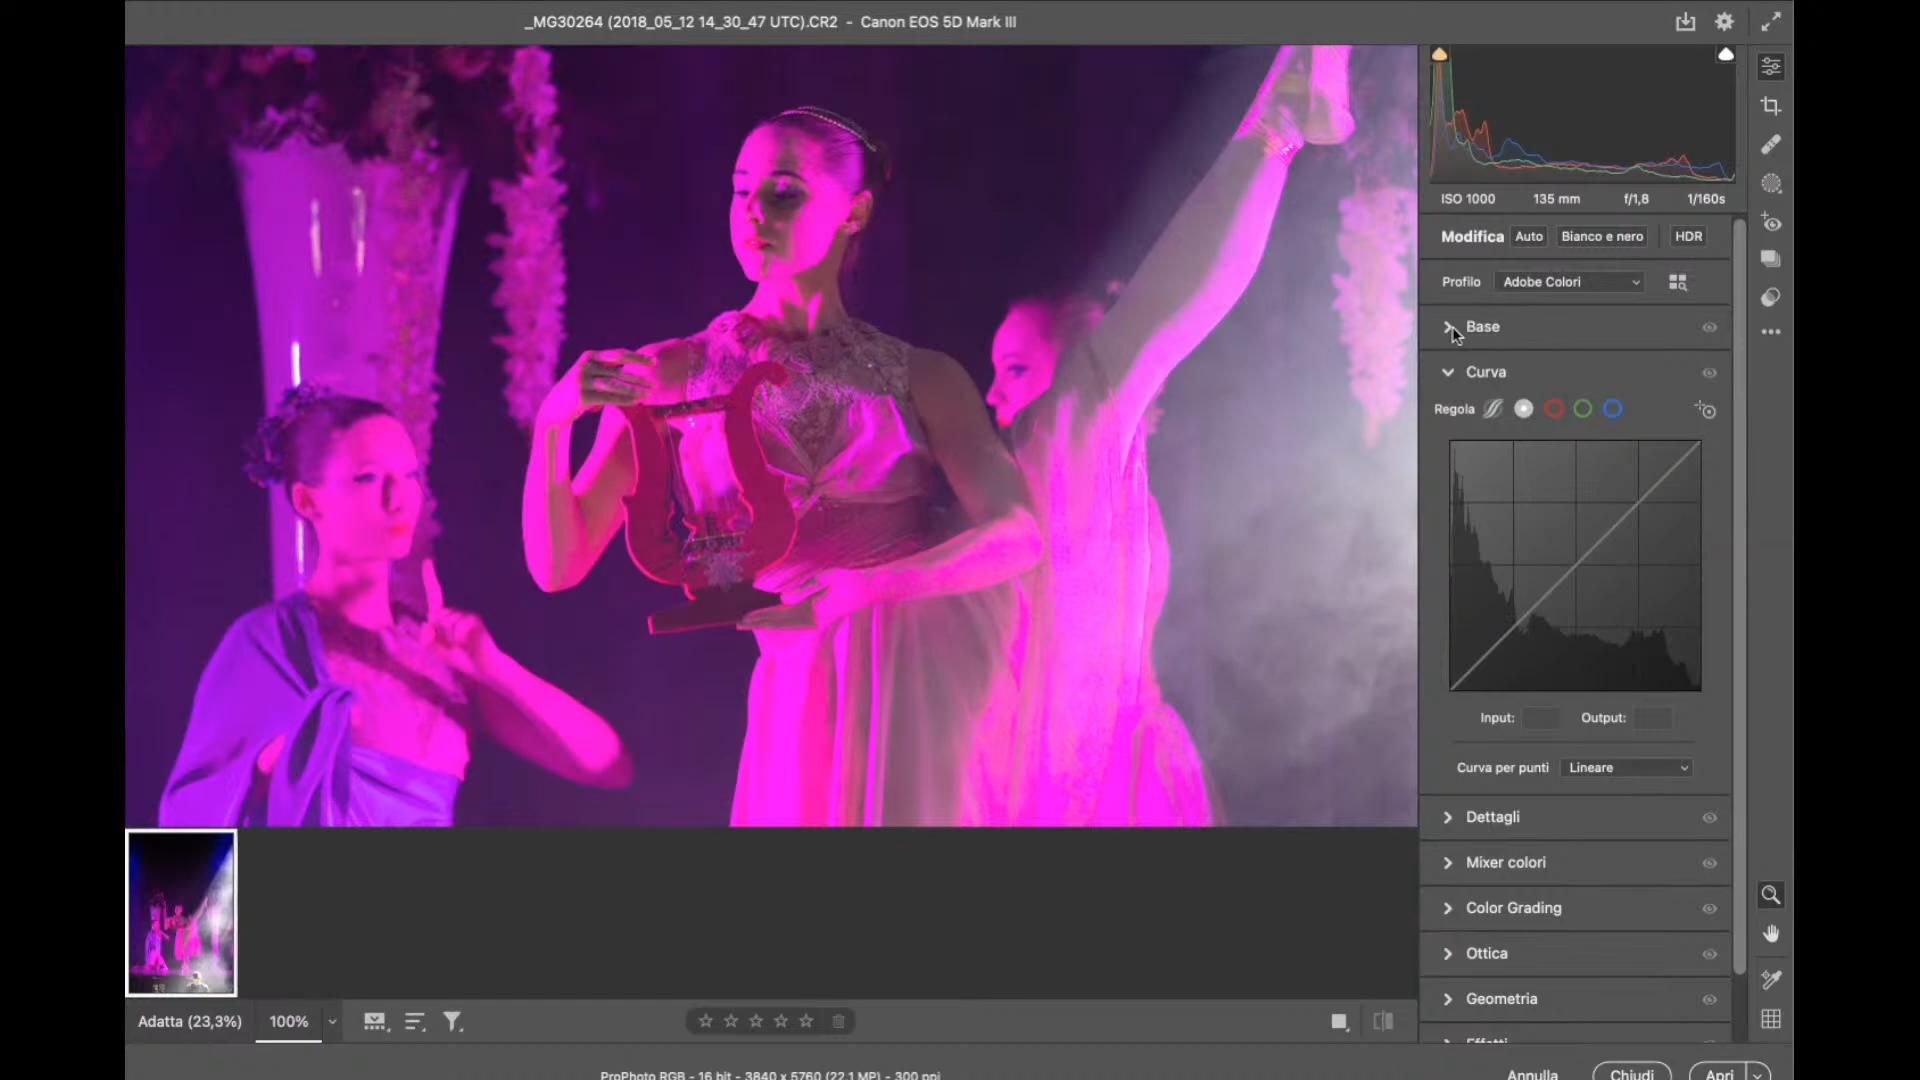 _MG30264 (2018_05_12 14_30_47 UTC).CR2 - Canon EOS 5D Mark III
ISO 1000 135 mm f/1,8 1/160s
Modifica Auto Bianco e nero HDR
Profilo Adobe Colori
Base
Curva
Regola
Input: Output:
Curva per punti Lineare
Dettagli
Mixer colori
Color Grading
Ottica
Geometria
Effetti
Adatta (23,3%) 100%
ProPhoto RGB - 16 bit - 3840 x 5760 (22,1 MP) - 300 ppi
Annulla Chiudi Apri